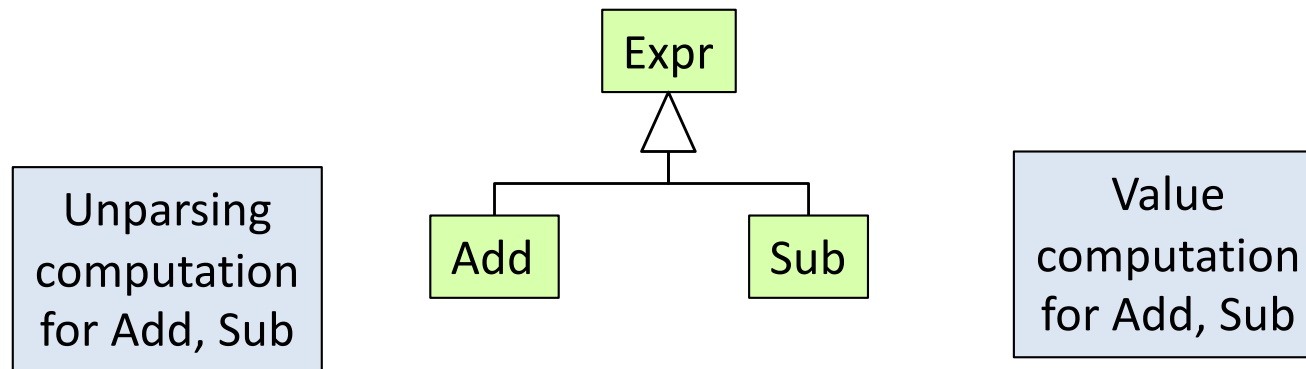 Expr
Unparsing
computation
for Add, Sub
Add
Sub
Value
computation
for Add, Sub